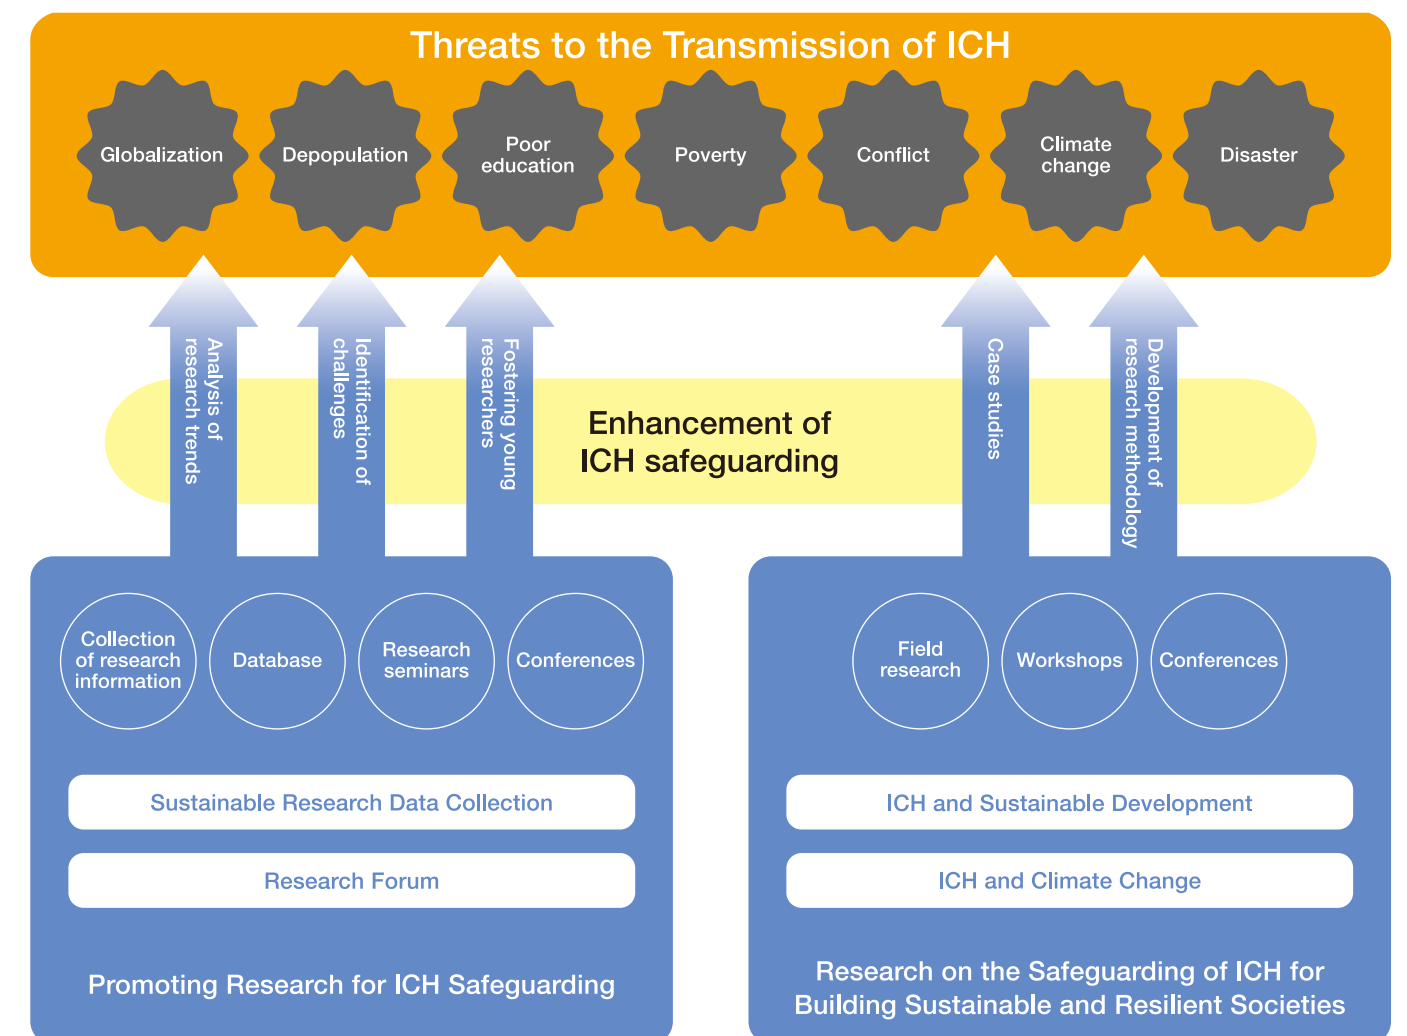 Threats to the Transmission of ICH
Globalization
Depopulation
Poor
education
Poverty
Conflict
Climate
change
Disaster
Analysis of
research trends
Identification of
challenges
Fostering young
researchers
Case studies
Development of
research methodology
Enhancement of
ICH safeguarding
Collection
of research
information
Database
Research
seminars
Conferences
Sustainable Research Data Collection
Research Forum
Promoting Research for ICH Safeguarding
Field
research
Workshops
Conferences
ICH and Sustainable Development
ICH and Climate Change
Research on the Safeguarding of ICH for
Building Sustainable and Resilient Societies